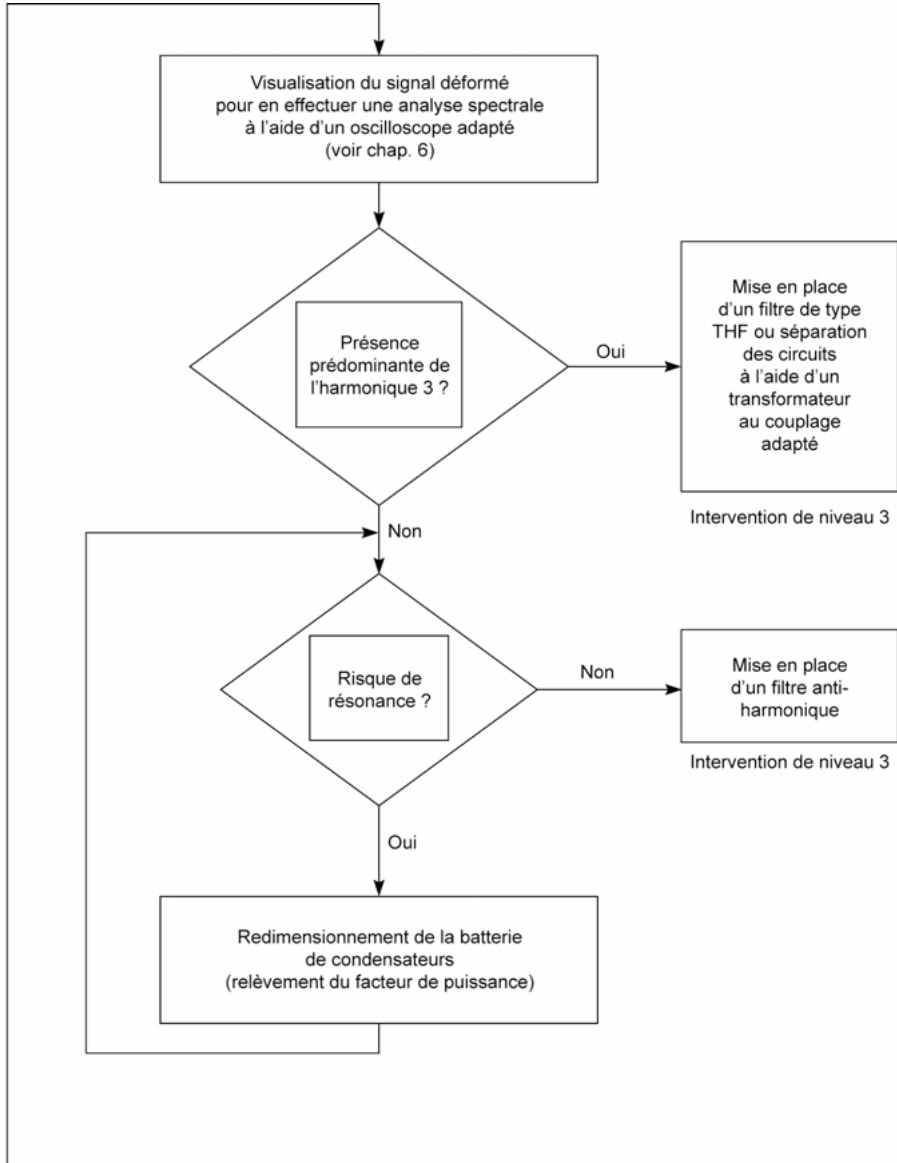 Visualisation du signal déformé
pour en effectuer une analyse spectrale
à l'aide d'un oscilloscope adapté
(voir chap. 6)
Présence
prédominante de
l'harmonique 3 ?
Oui
Mise en place
d'un filtre de type
THF ou séparation
des circuits
à l'aide d'un
transformateur
au couplage
adapté
Intervention de niveau 3
Non
Risque de
résonance ?
Non
Mise en place
d'un filtre anti-
harmonique
Intervention de niveau 3
Oui
Redimensionnement de la batterie
de condensateurs
(relèvement du facteur de puissance)